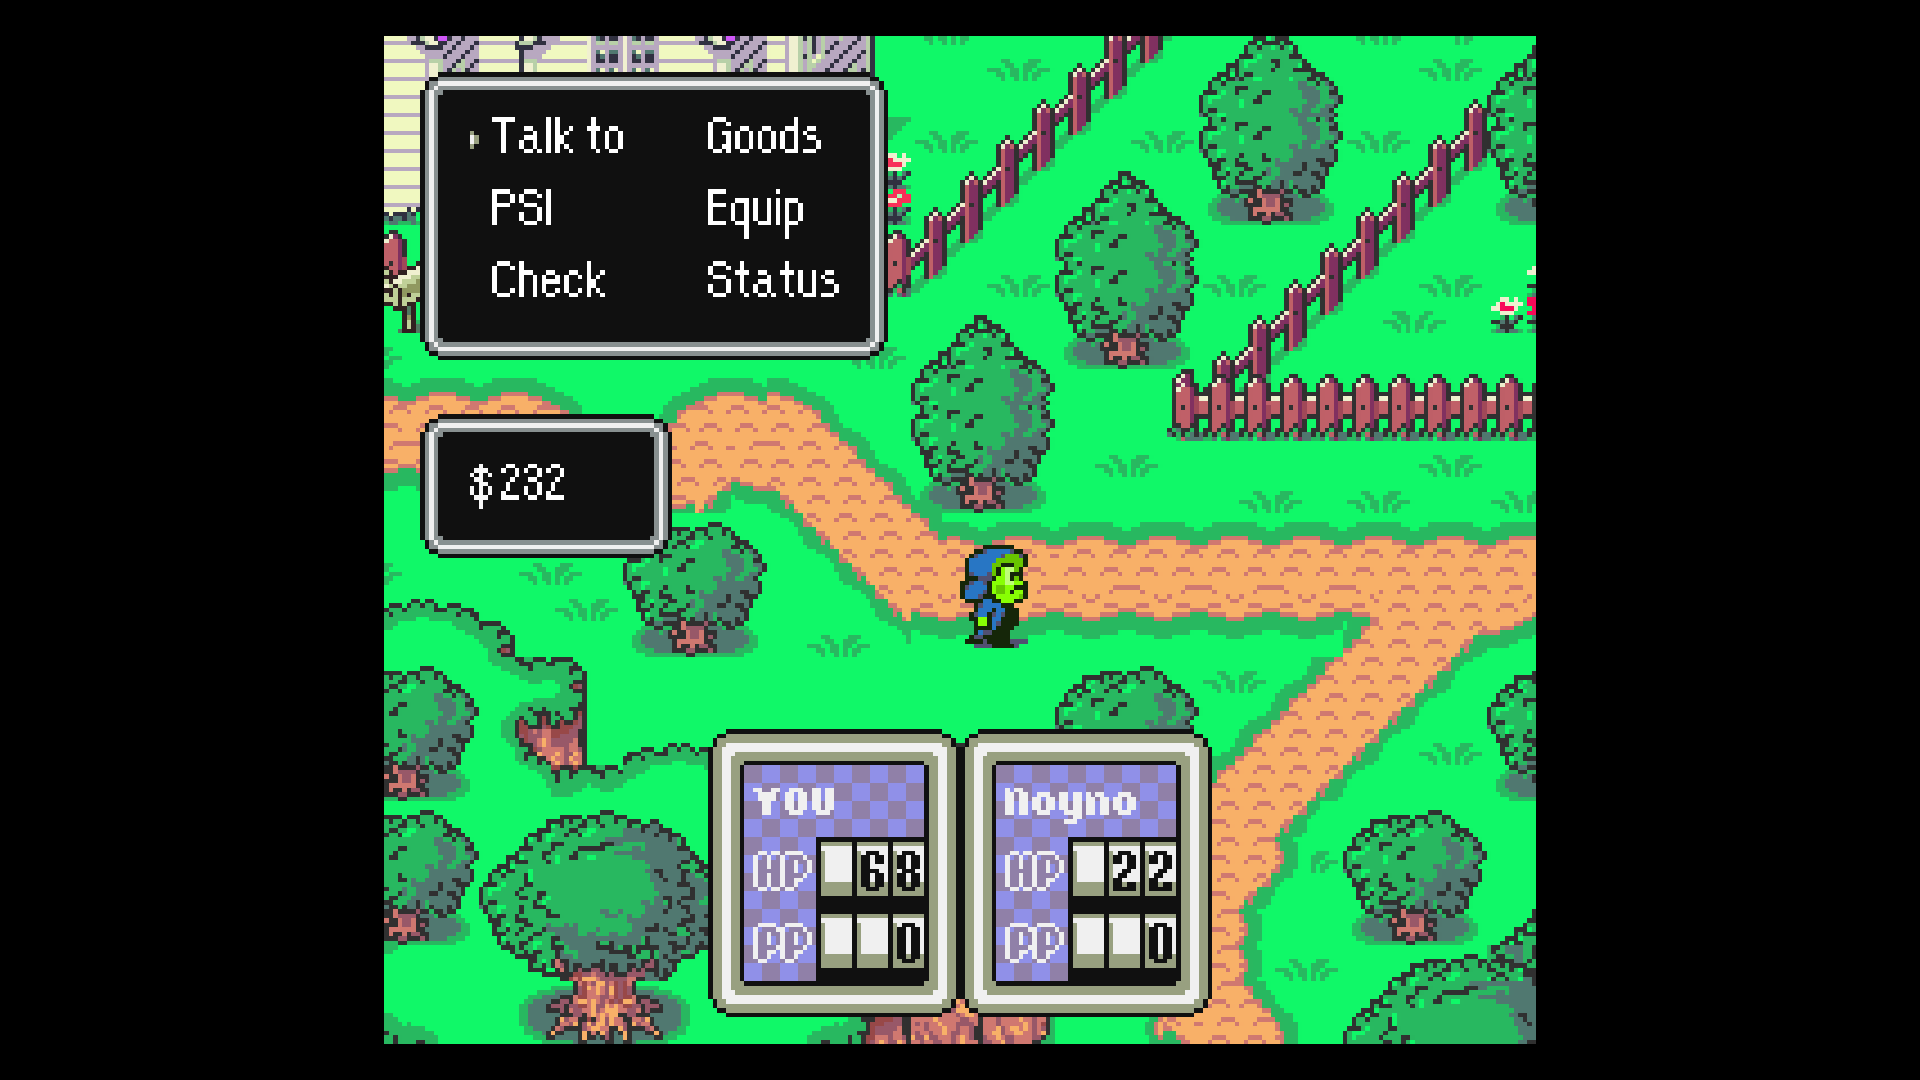 Talk to Goods
PSI Equip
Check Status
$232
YOU noyno
HP 68 HP 22
PP 0 PP 0